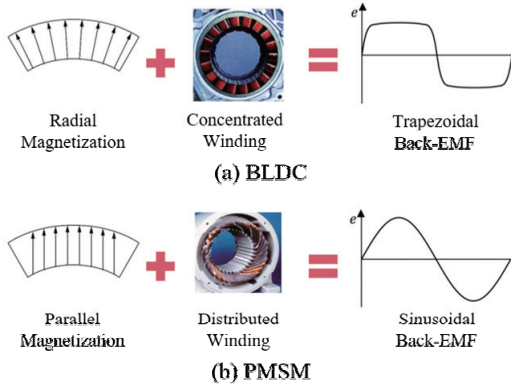 e
Radial
Magnetization
Concentrated
Winding
Trapezoidal
Back-EMF
(a) BLDC
e
Parallel
Magnetization
Distributed
Winding
Sinusoidal
Back-EMF
(b) PMSM